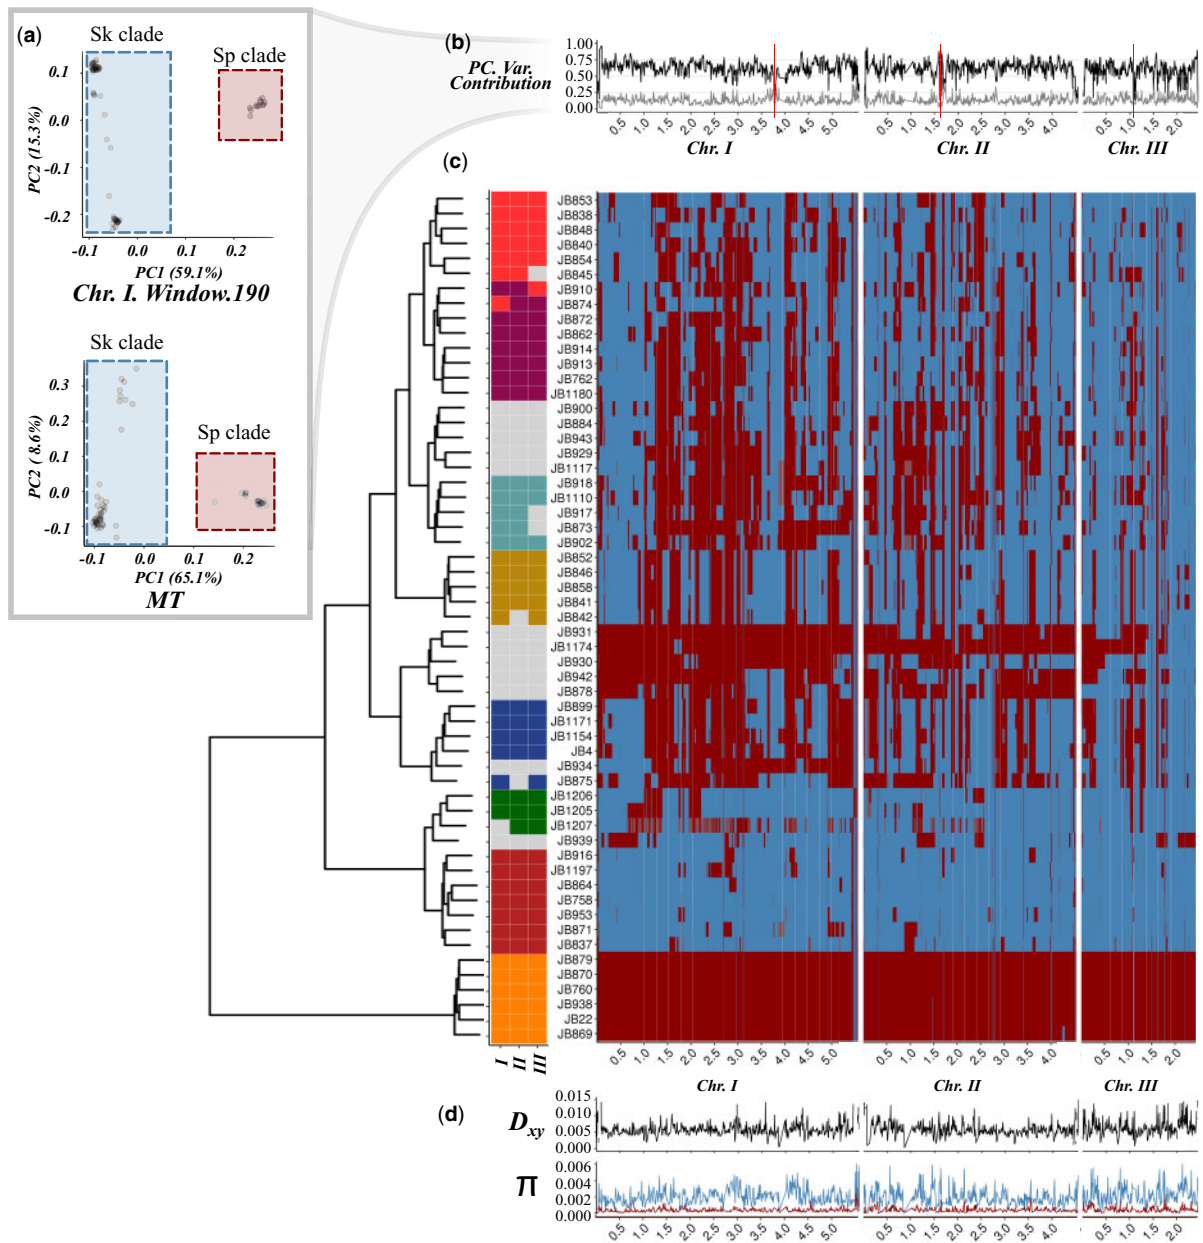 (a)
Sk clade
Sp clade
0.1
0.0
-0.1
-0.2
PC2 (15.3%)
-0.1
0.0
0.1
0.2
PC1 (59.1%)
Chr. I. Window.190
Sk clade
Sp clade
0.3
0.2
0.1
0.0
-0.1
PC2 ( 8.6%)
-0.1
0.0
0.1
0.2
PC1 (65.1%)
MT
(b)
PC. Var.
Contribution
1.00
0.75
0.50
0.25
0.00
0.5 1.0 1.5 2.0 2.5 3.0 3.5 4.0 4.5 5.0
0.5 1.0 1.5 2.0 2.5 3.0 3.5 4.0
0.5 1.0 1.5 2.0
Chr. I
Chr. II
Chr. III
(c)
JB853
JB838
JB848
JB840
JB854
JB845
JB910
JB874
JB872
JB862
JB914
JB913
JB762
JB1180
JB900
JB884
JB943
JB929
JB1117
JB918
JB1110
JB917
JB873
JB902
JB852
JB846
JB858
JB841
JB842
JB931
JB1174
JB930
JB942
JB878
JB899
JB1171
JB1154
JB4
JB934
JB875
JB1206
JB1205
JB1207
JB939
JB916
JB1197
JB864
JB758
JB953
JB871
JB837
JB879
JB870
JB760
JB938
JB22
JB869
I II III
0.5 1.0 1.5 2.0 2.5 3.0 3.5 4.0 4.5 5.0
0.5 1.0 1.5 2.0 2.5 3.0 3.5 4.0
0.5 1.0 1.5 2.0
Chr. I
Chr. II
Chr. III
(d)
Dxy
0.015
0.010
0.005
0.000
π
0.006
0.004
0.002
0.000
0.5 1.0 1.5 2.0 2.5 3.0 3.5 4.0 4.5 5.0
0.5 1.0 1.5 2.0 2.5 3.0 3.5 4.0
0.5 1.0 1.5 2.0